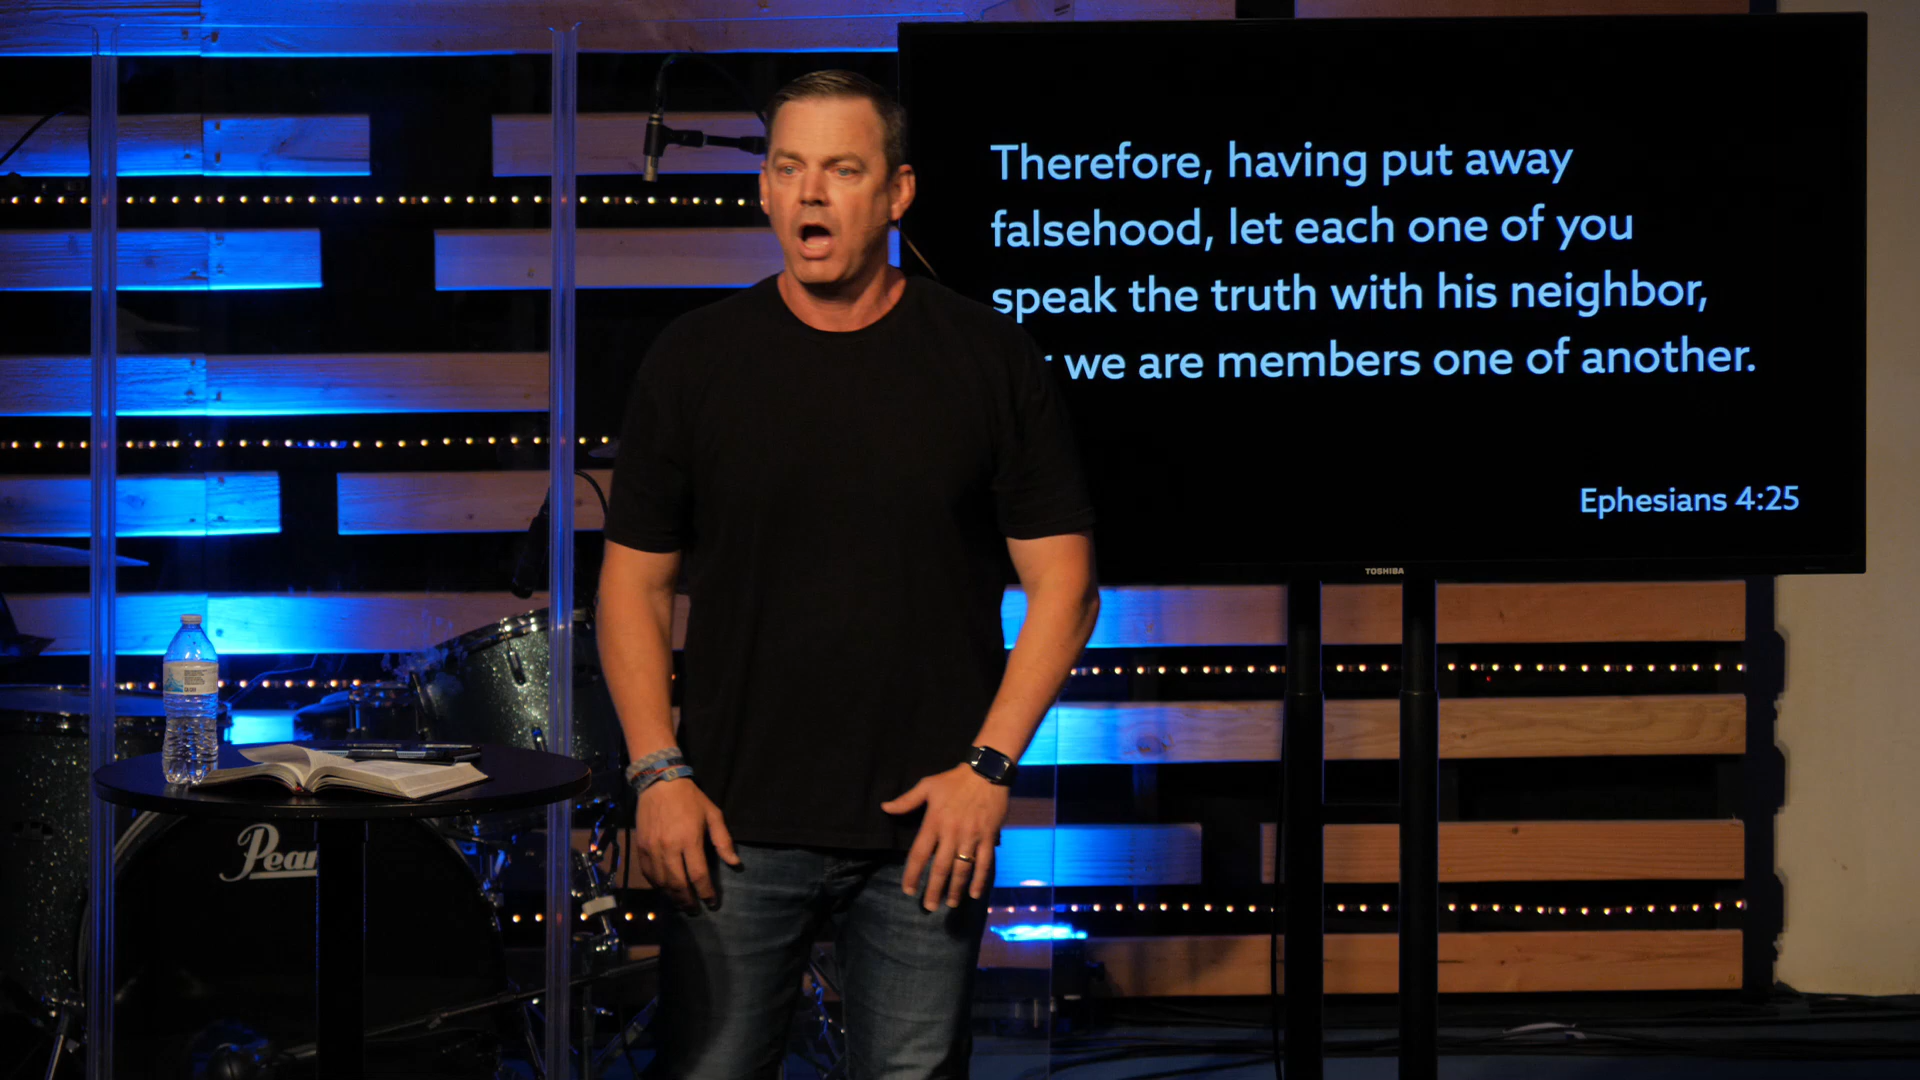 Therefore, having put away
falsehood, let each one of you
speak the truth with his neighbor,
we are members one of another.
Ephesians 4:25
TOSHIBA